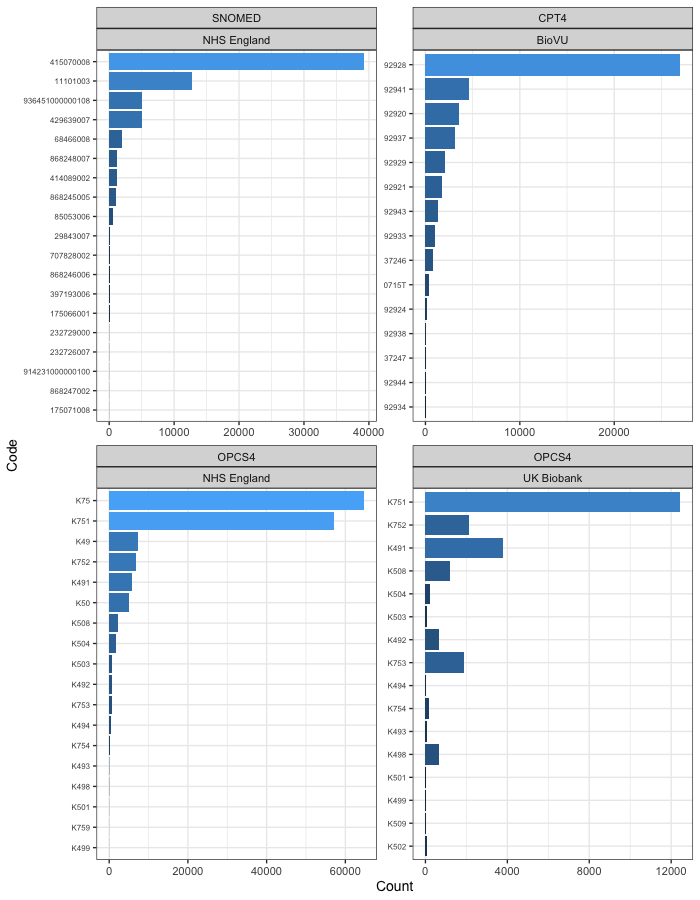 SNOMED
NHS England
415070008
11101003
936451000000108
429639007
68466008
868248007
414089002
868245005
85053006
29843007
707828002
868246006
397193006
175066001
232729000
232726007
914231000000100
868247002
175071008
0 10000 20000 30000 40000
CPT4
BioVU
92928
92941
92920
92937
92929
92921
92943
92933
37246
0715T
92924
92938
37247
92944
92934
0 10000 20000
Code
OPCS4
NHS England
K75
K751
K49
K752
K491
K50
K508
K504
K503
K492
K753
K494
K754
K493
K498
K501
K759
K499
0 20000 40000 60000
OPCS4
UK Biobank
K751
K752
K491
K508
K504
K503
K492
K753
K494
K754
K493
K498
K501
K499
K509
K502
0 4000 8000 12000
Count